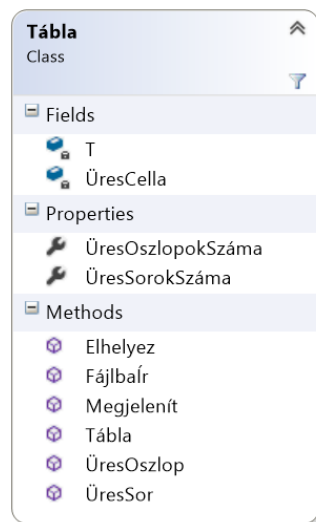 Tábla
Class
Fields
T
ÜresCella
Properties
ÜresOszlopokSzáma
ÜresSorokSzáma
Methods
Elhelyez
FájlbaÍr
Megjelenít
Tábla
ÜresOszlop
ÜresSor